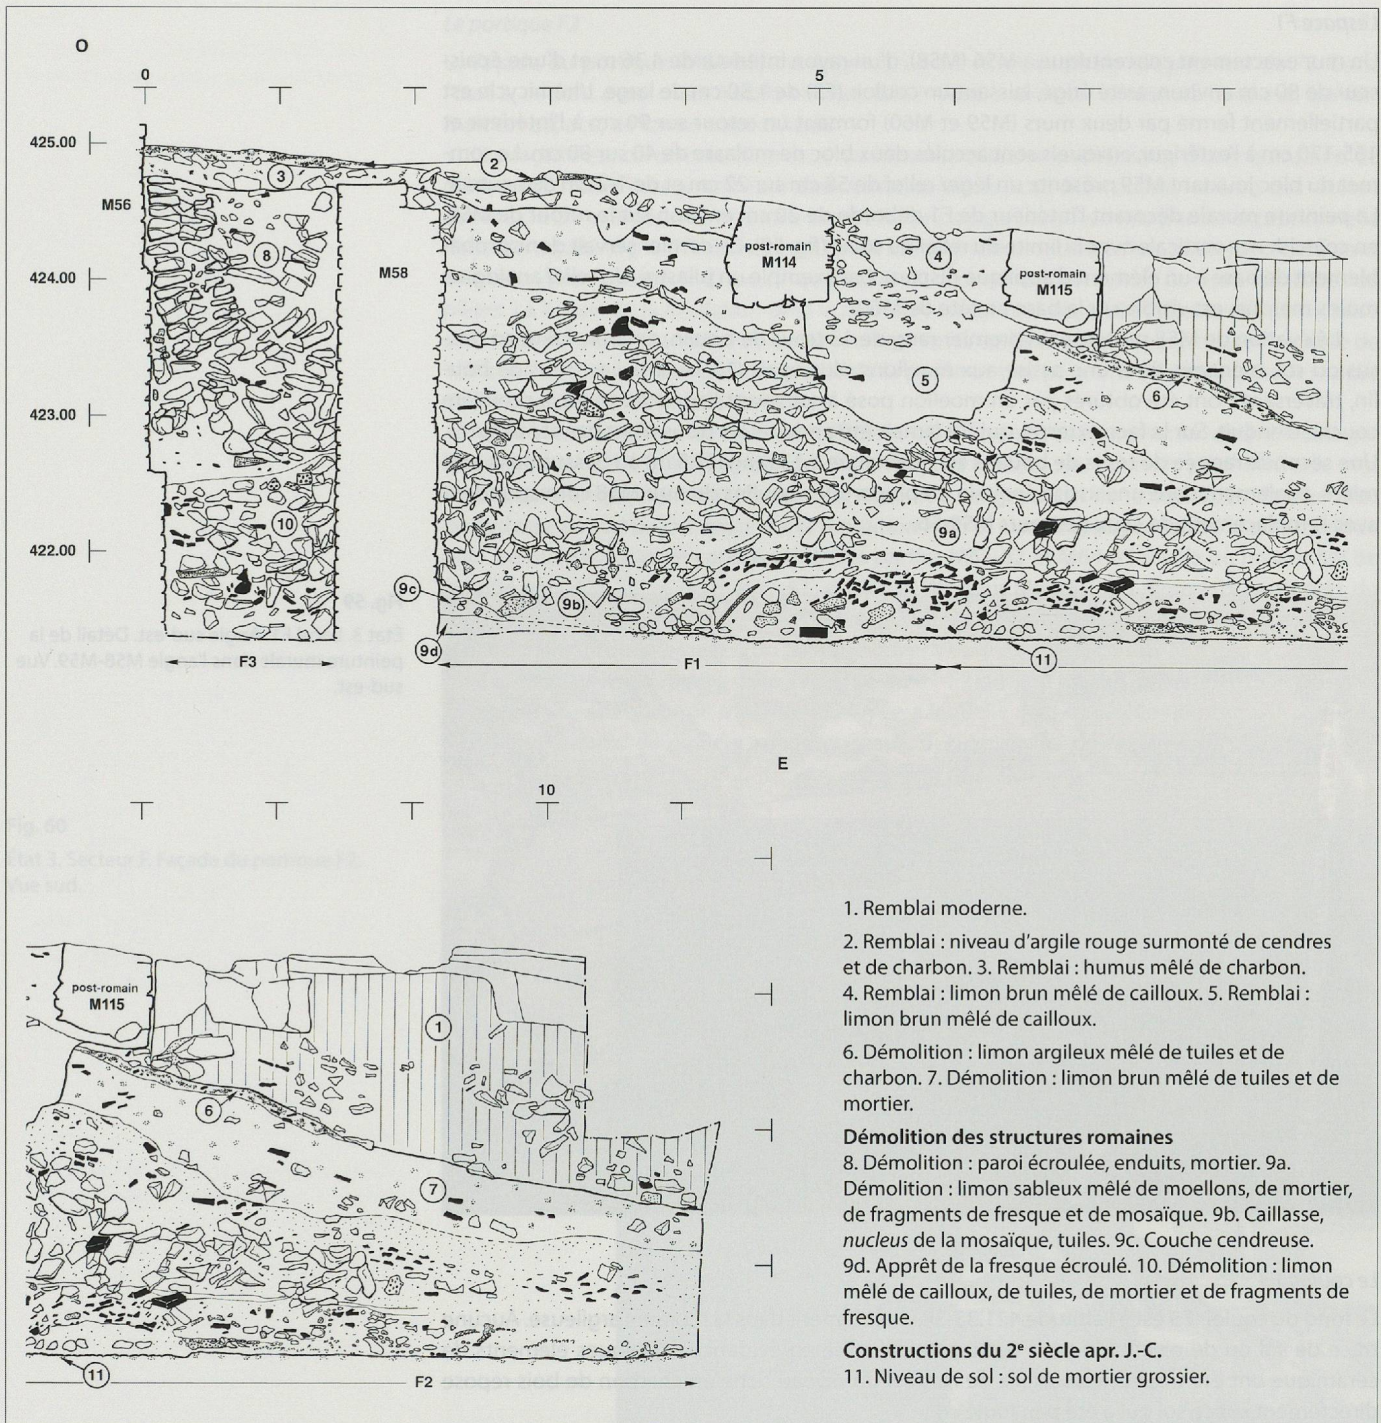 O
0
5
425.00
2
3
M56
8
M58
post-romain
M114
4
post-romain
M115
424.00
5
6
423.00
10
9a
422.00
9c
9b
9d
F3
F1
11
E
10
post-romain
M115
1
6
7
11
F2
1. Remblai moderne.
2. Remblai : niveau d'argile rouge surmonté de cendres
et de charbon. 3. Remblai : humus mêlé de charbon.
4. Remblai : limon brun mêlé de cailloux. 5. Remblai :
limon brun mêlé de cailloux.
6. Démolition : limon argileux mêlé de tuiles et de
charbon. 7. Démolition : limon brun mêlé de tuiles et de
mortier.
Démolition des structures romaines
8. Démolition : paroi écroulée, enduits, mortier. 9a.
Démolition : limon sableux mêlé de moellons, de mortier,
de fragments de fresque et de mosaïque. 9b. Caillasse,
nucleus de la mosaïque, tuiles. 9c. Couche cendreuse.
9d. Apprêt de la fresque écroulé. 10. Démolition : limon
mêlé de cailloux, de tuiles, de mortier et de fragments de
fresque.
Constructions du 2e siècle apr. J.-C.
11. Niveau de sol : sol de mortier grossier.